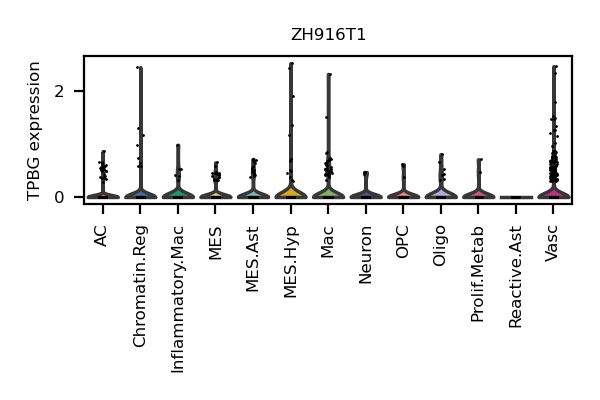 ZH916T1
TPBG expression
2
0
AC
Chromatin.Reg
Inflammatory.Mac
MES
MES.Ast
MES.Hyp
Mac
Neuron
OPC
Oligo
Prolif.Metab
Reactive.Ast
Vasc